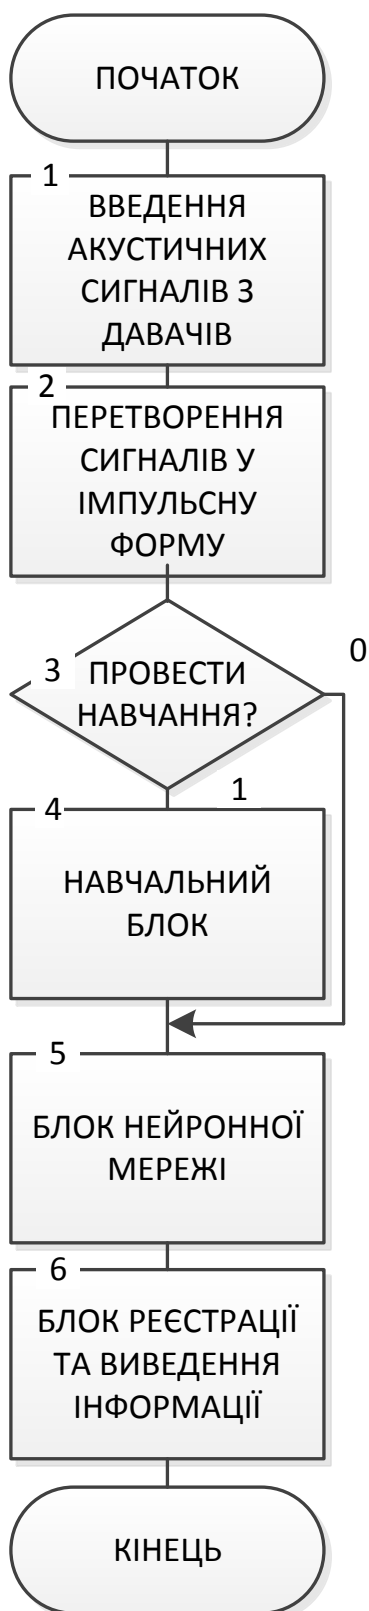 ПОЧАТОК
1
ВВЕДЕННЯ
АКУСТИЧНИХ
СИГНАЛІВ З
ДАВАЧІВ
2
ПЕРЕТВОРЕННЯ
СИГНАЛІВ У
ІМПУЛЬСНУ
ФОРМУ
0
3
ПРОВЕСТИ
НАВЧАННЯ?
1
4
НАВЧАЛЬНИЙ
БЛОК
5
БЛОК НЕЙРОННОЇ
МЕРЕЖІ
6
БЛОК РЕЄСТРАЦІЇ
ТА ВИВЕДЕННЯ
ІНФОРМАЦІЇ
КІНЕЦЬ